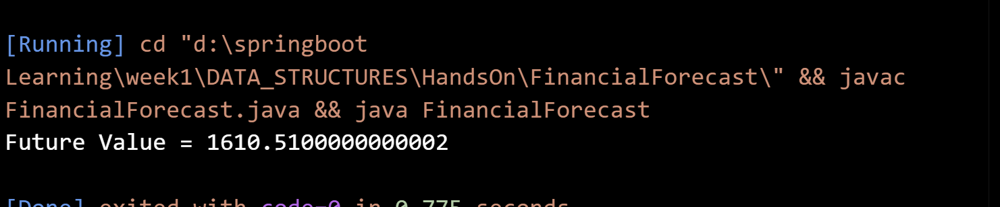 [Running] cd "d:\springboot
Learning\week1\DATA_STRUCTURES\HandsOn\FinancialForecast\" && javac
FinancialForecast.java && java FinancialForecast
Future Value = 1610.5100000000002
[Done] exited with code=0 in 0.775 seconds